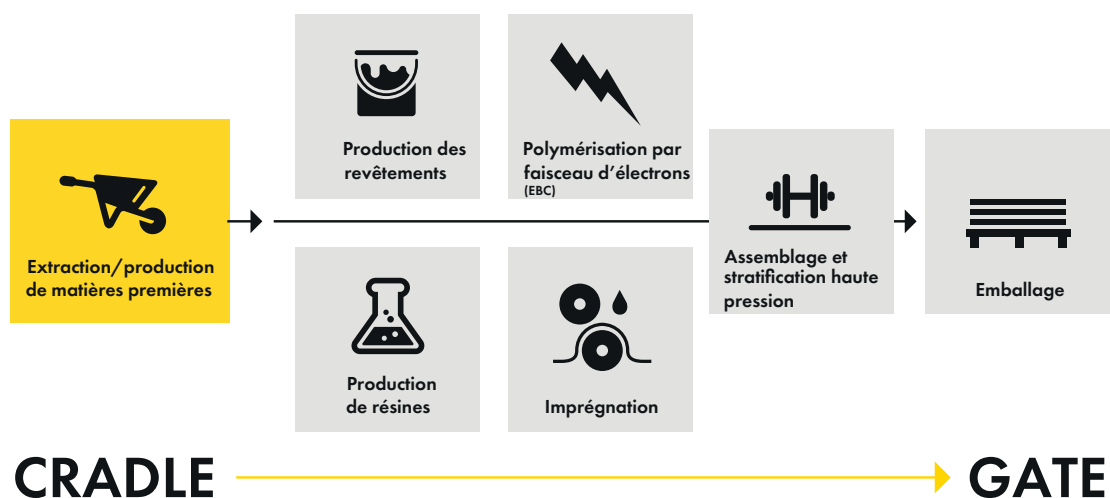 Extraction/production
de matières premières
Production des
revêtements
Polymérisation par
faisceau d’électrons
(EBC)
Production
de résines
Imprégnation
Assemblage et
stratification haute
pression
Emballage
CRADLE
GATE